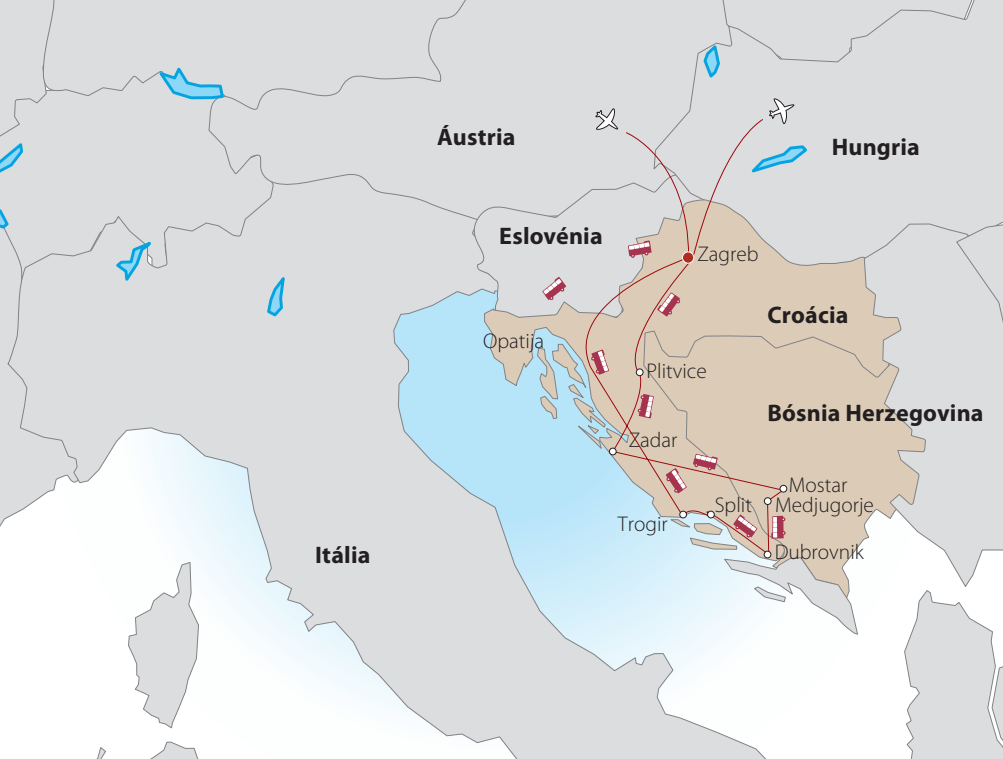 Áustria
Hungria
Eslovénia
Zagreb
Croácia
Opatija
Plitvice
Bósnia Herzegovina
Zadar
Mostar
Medjugorje
Split
Trogir
Dubrovnik
Itália